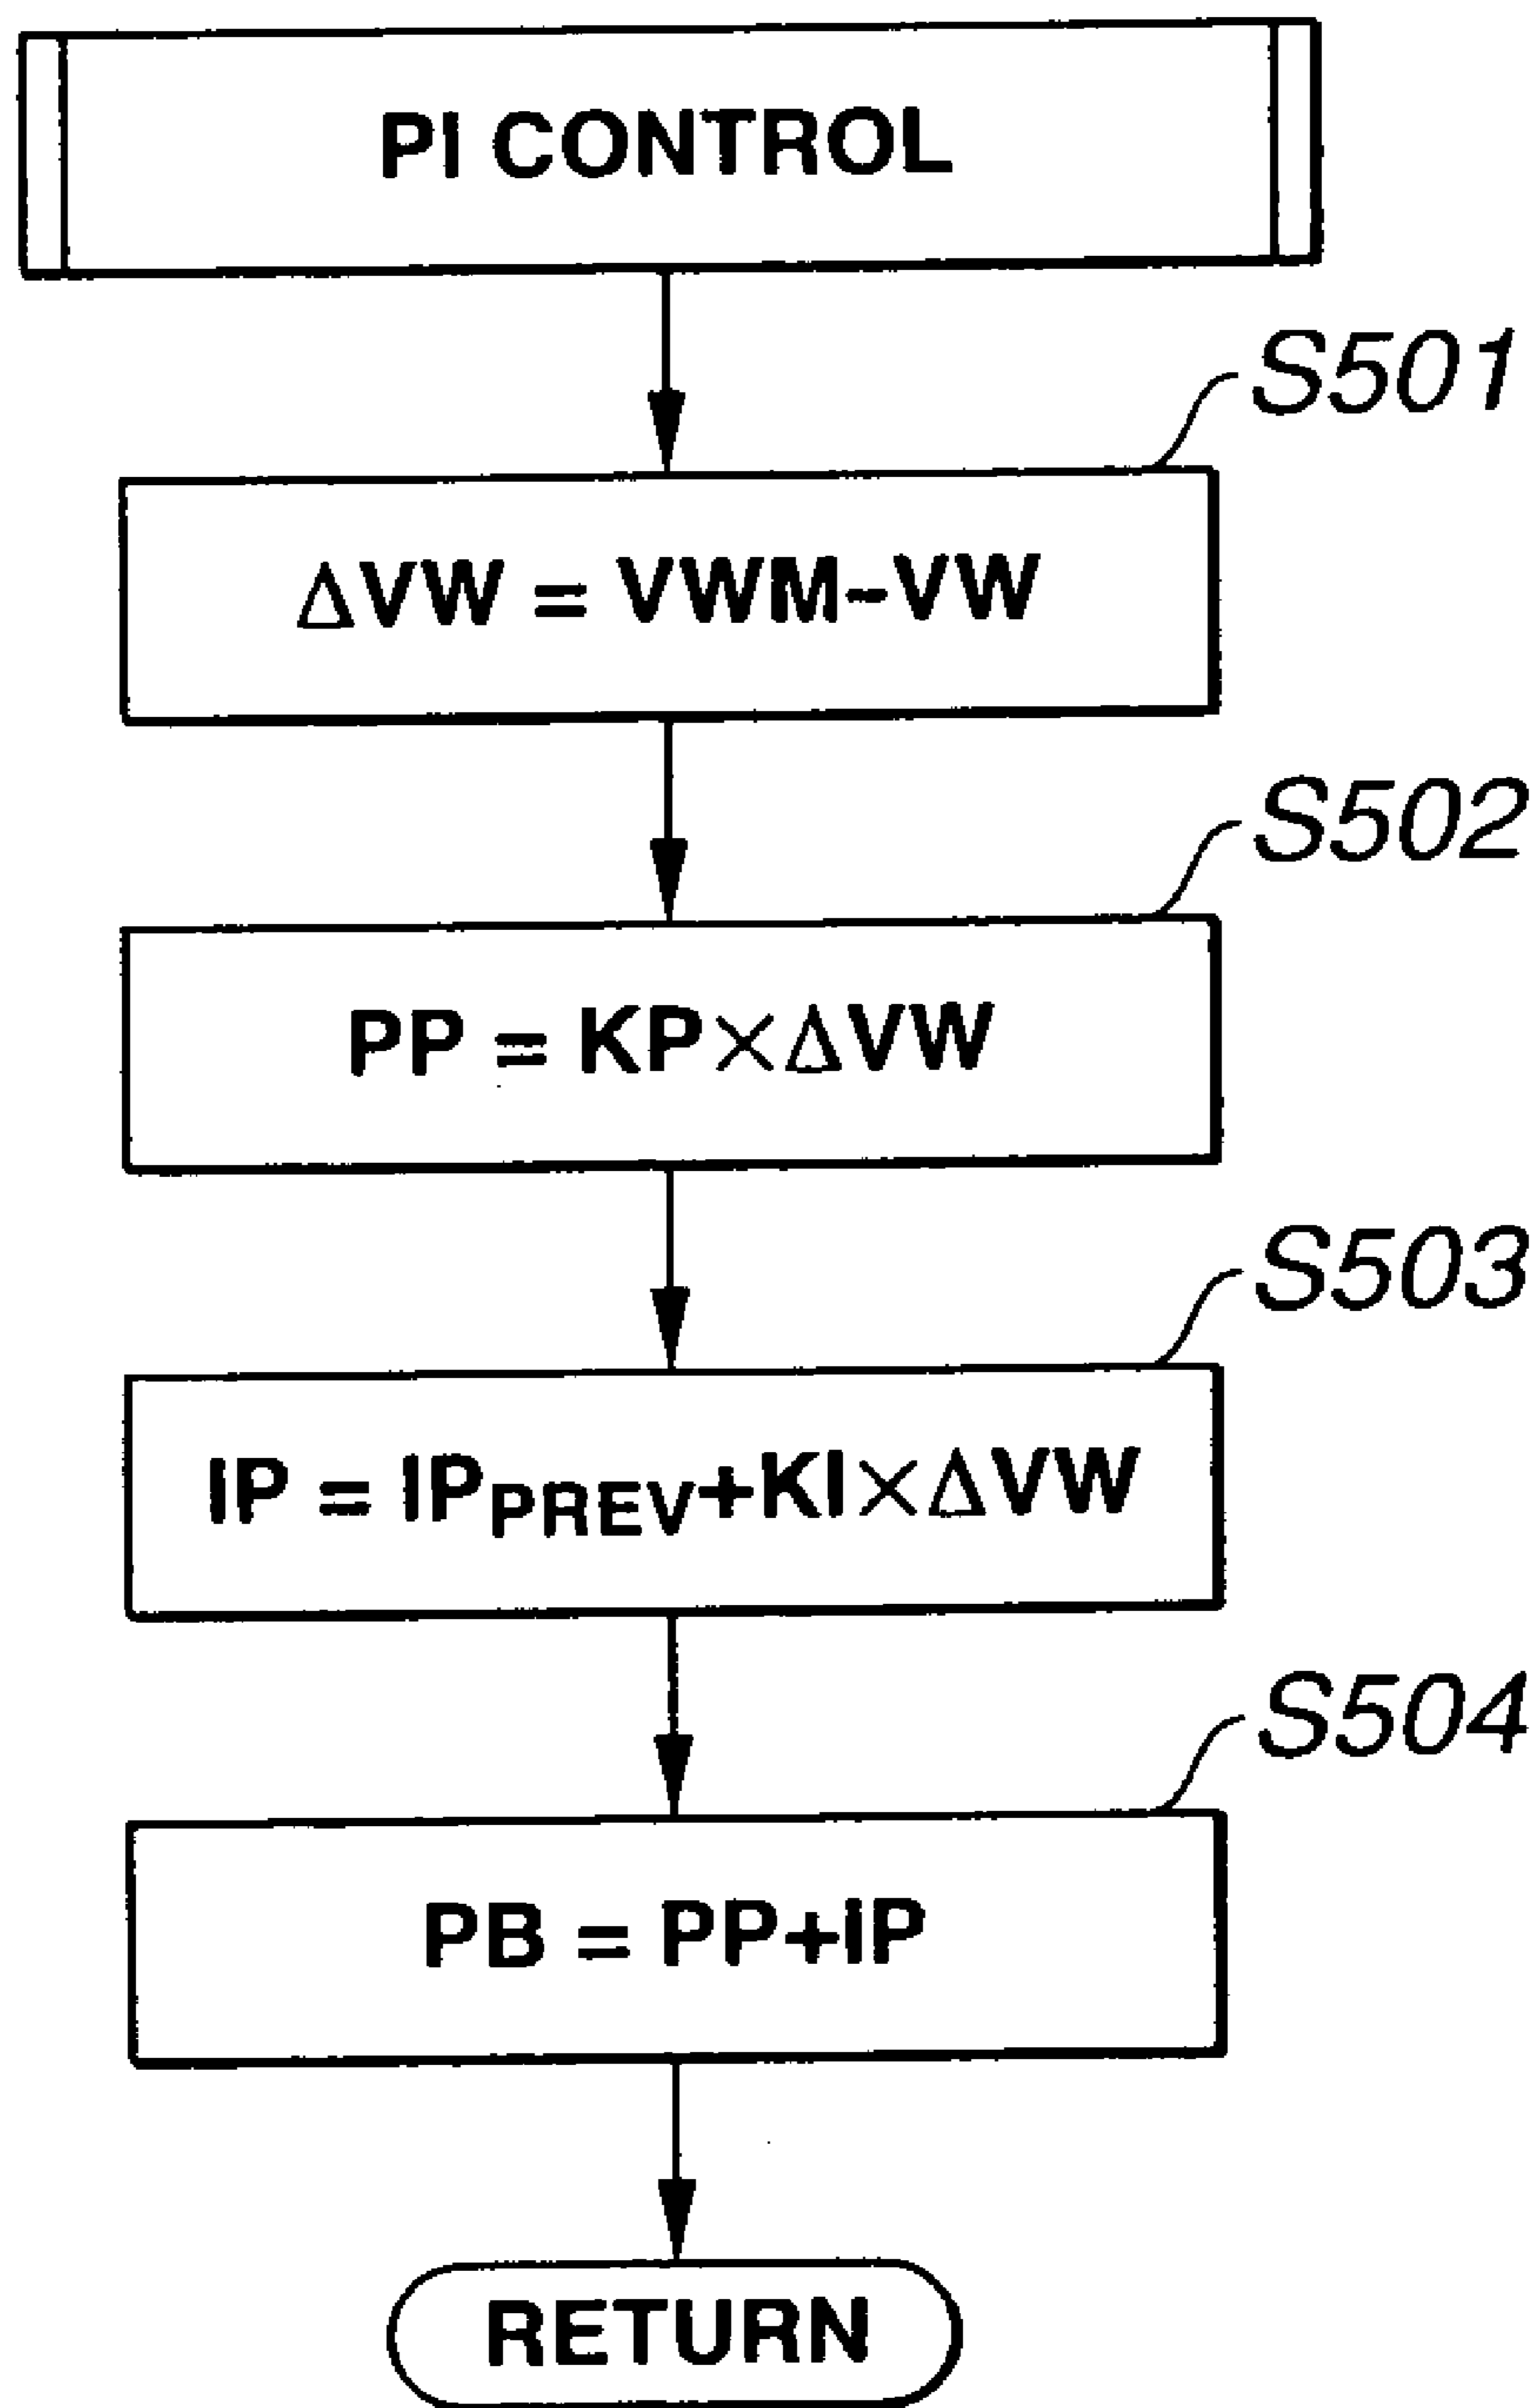 PI CONTROL
S501
ΔVW = VWM-VW
S502
PP = KP×ΔVW
S503
IP = IPPREV+KI×ΔVW
S504
PB = PP+IP
RETURN